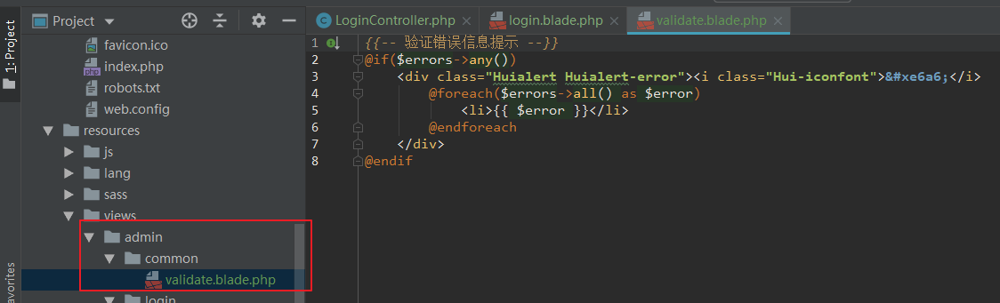 1: Project
avorites
Project
favicon.ico
index.php
robots.txt
web.config
resources
js
lang
sass
views
admin
common
validate.blade.php
login
LoginController.php
login.blade.php
validate.blade.php
1 {{-- 验证错误信息提示 --}}
2 @if($errors->any())
3 <div class="Huialert Huialert-error"><i class="Hui-iconfont">&#xe6a6;</i>
4 @foreach($errors->all() as $error)
5 <li>{{ $error }}</li>
6 @endforeach
7 </div>
8 @endif